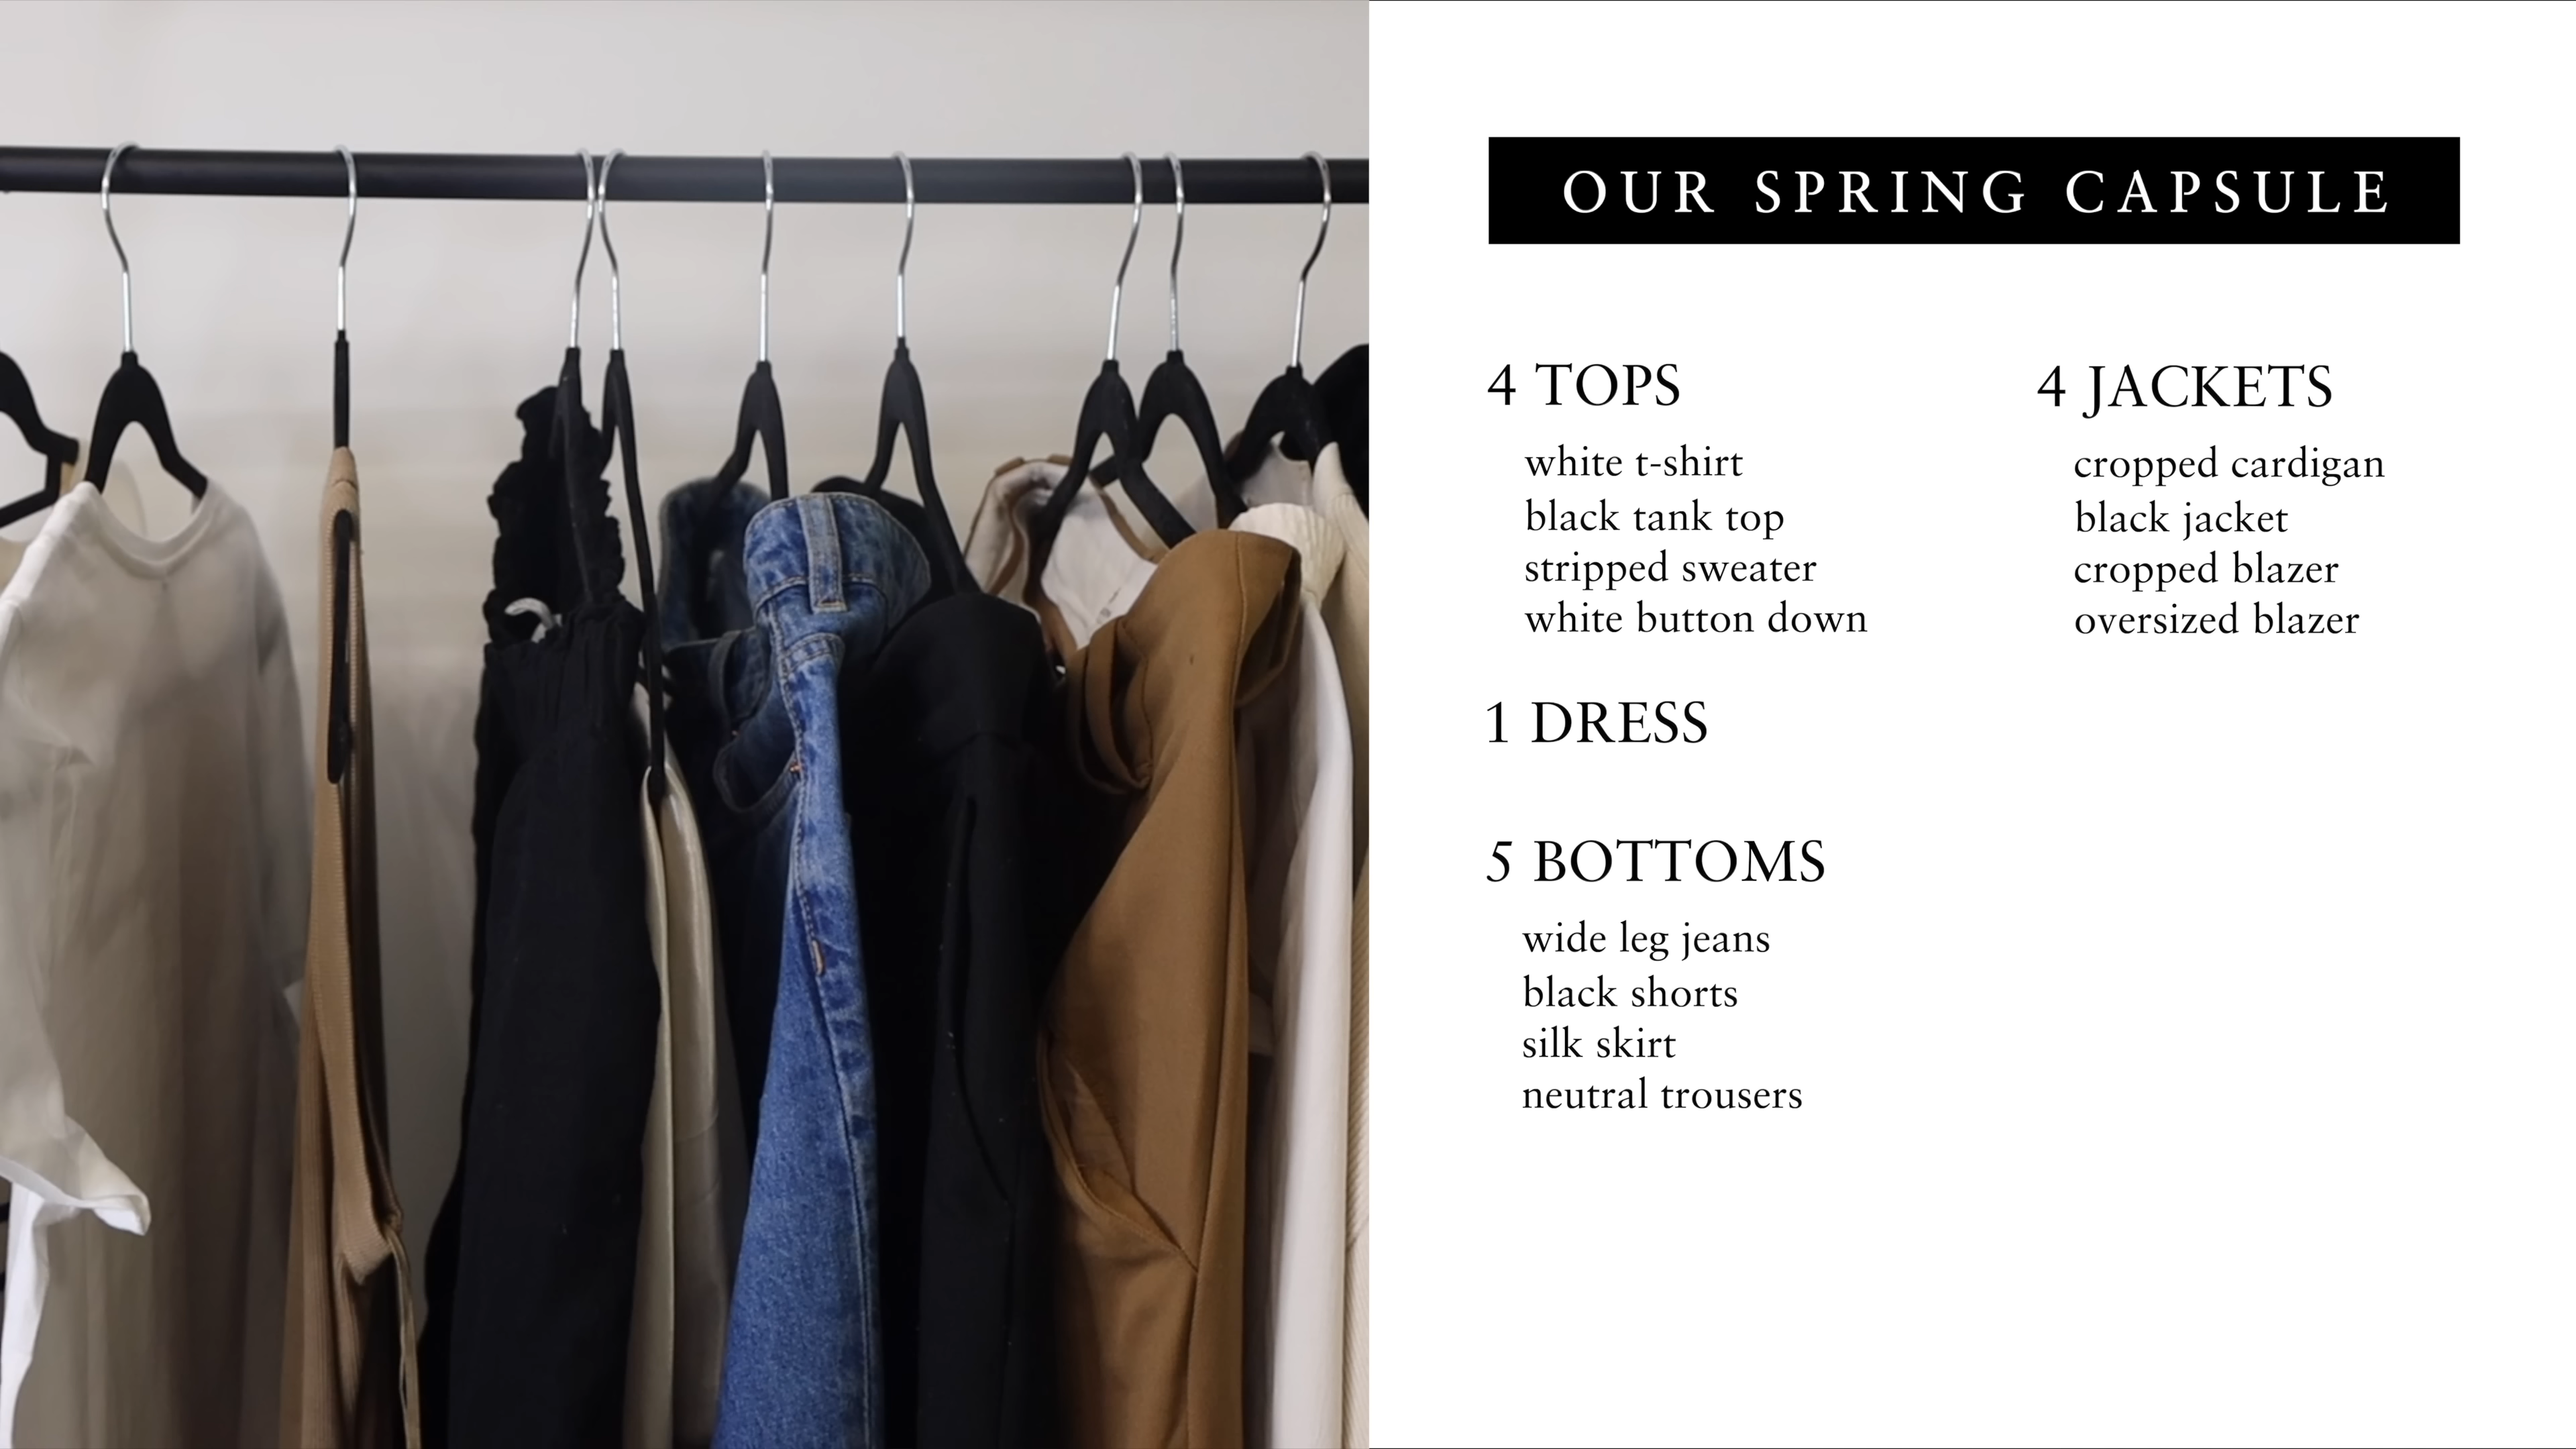 OUR SPRING CAPSULE
4 TOPS
white t-shirt
black tank top
stripped sweater
white button down
1 DRESS
5 BOTTOMS
wide leg jeans
black shorts
silk skirt
neutral trousers
4 JACKETS
cropped cardigan
black jacket
cropped blazer
oversized blazer